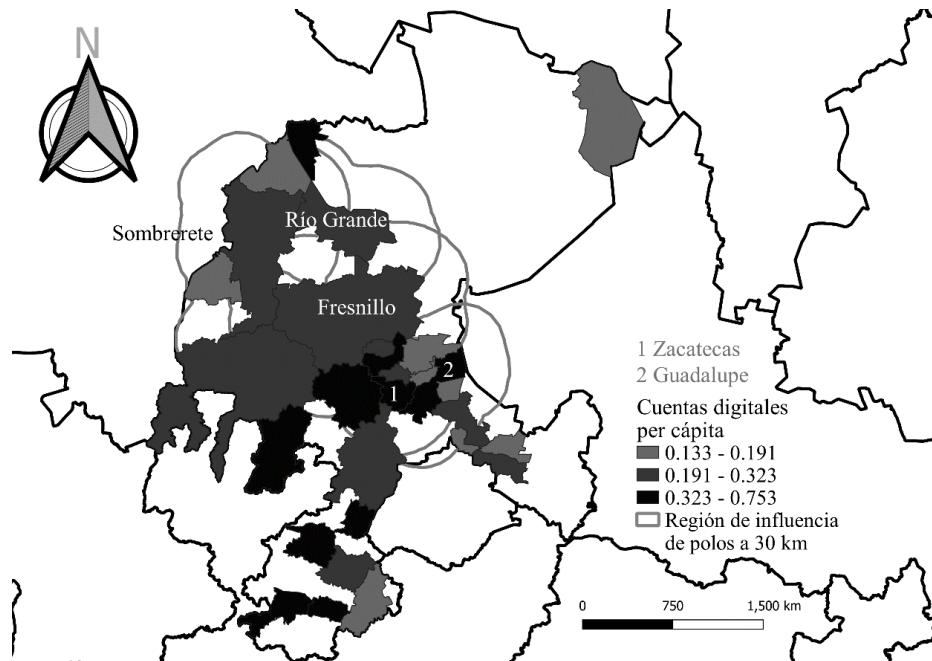 N
Sombrerete
Río Grande
Fresnillo
1
2
1 Zacatecas
2 Guadalupe
Cuentas digitales
per cápita
0.133 - 0.191
0.191 - 0.323
0.323 - 0.753
Región de influencia
de polos a 30 km
0 750 1,500 km